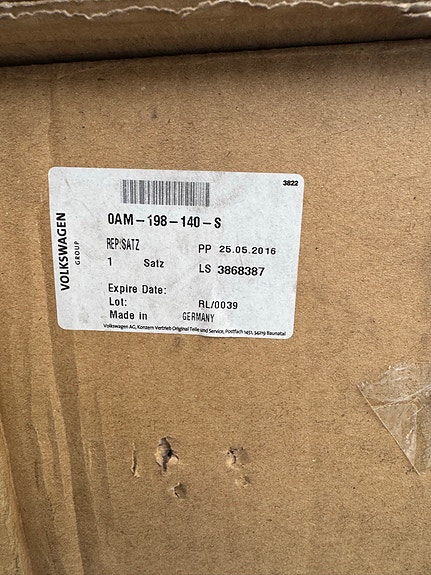 3822
VOLKSWAGEN
GROUP
0AM-198-140-S
REP:SATZ
PP 25.05.2016
1 Satz
LS 3868387
Expire Date:
Lot: RL/0039
Made in GERMANY
Volkswagen AG, Konzern Vertrieb Original Teile und Service, Postfach 1451, 34219 Baunatal